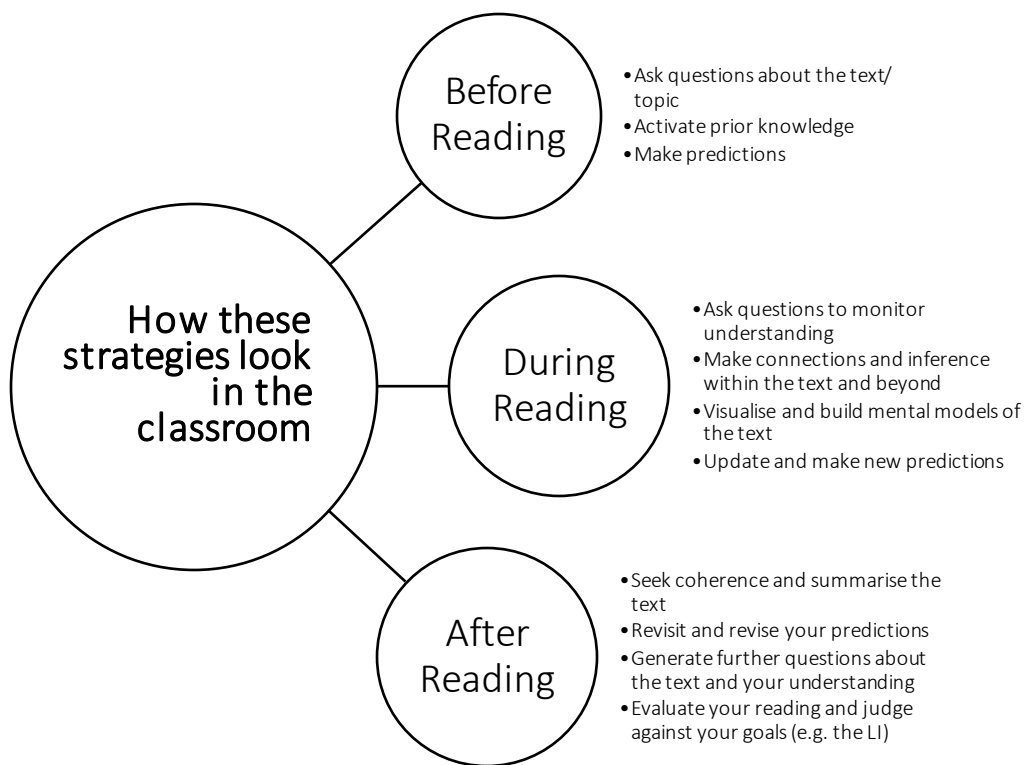 Before
Reading
•Ask questions about the text/
topic
•Activate prior knowledge
•Make predictions
How these
strategies look
in the
classroom
During
Reading
•Ask questions to monitor
understanding
•Make connections and inference
within the text and beyond
•Visualise and build mental models of
the text
•Update and make new predictions
After
Reading
•Seek coherence and summarise the
text
•Revisit and revise your predictions
•Generate further questions about
the text and your understanding
•Evaluate your reading and judge
against your goals (e.g. the LI)